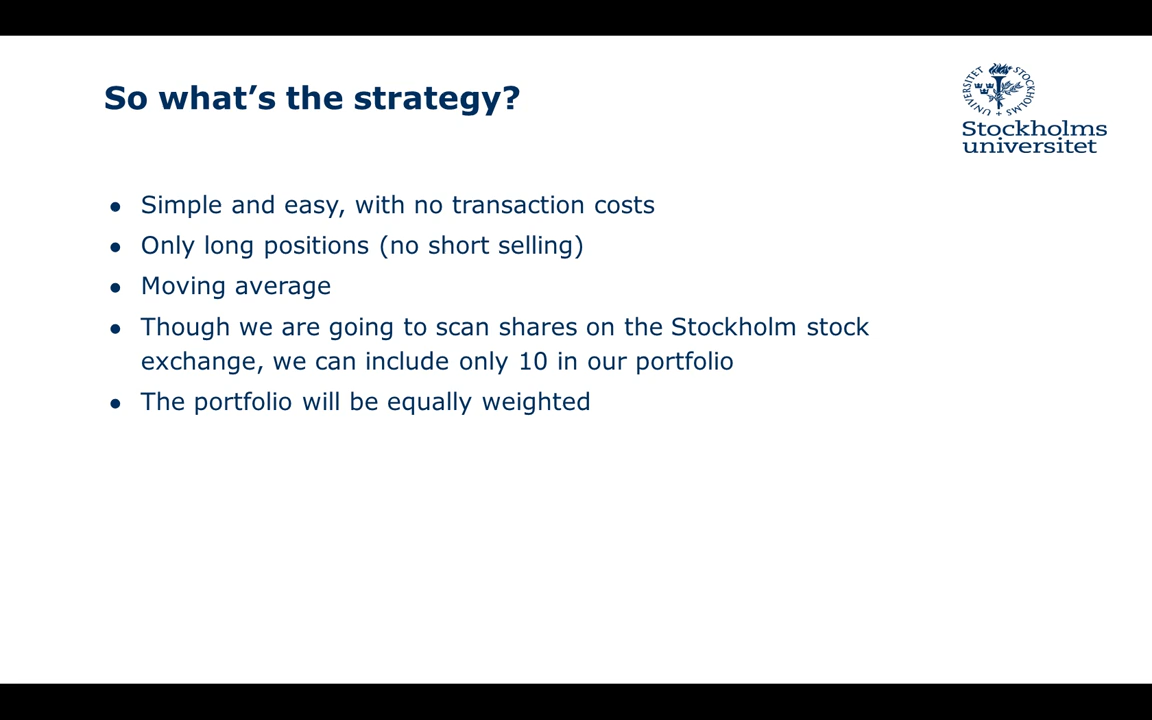 So what’s the strategy?
STOCKHOLMS UNIVERSITET
Stockholms
universitet
● Simple and easy, with no transaction costs
● Only long positions (no short selling)
● Moving average
● Though we are going to scan shares on the Stockholm stock
exchange, we can include only 10 in our portfolio
● The portfolio will be equally weighted